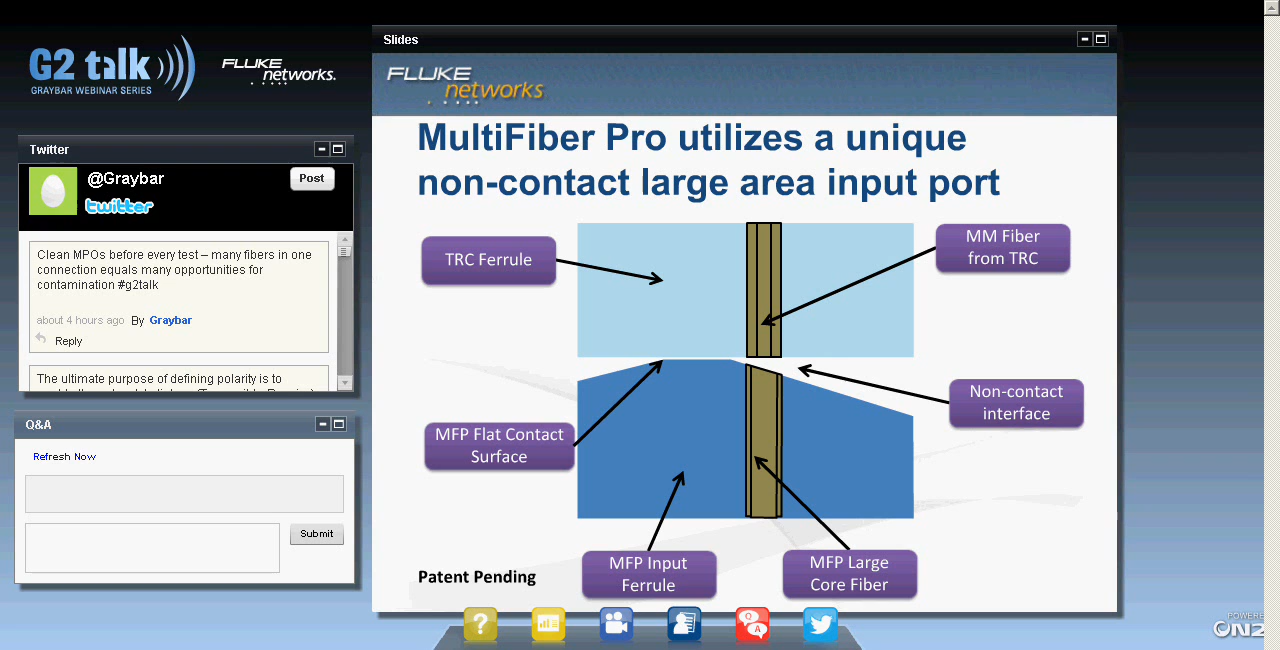 G2 talk
GRAYBAR WEBINAR SERIES
FLUKE
networks.
Twitter
@Graybar
Post
twitter
Clean MPOs before every test – many fibers in one
connection equals many opportunities for
contamination #g2talk
about 4 hours ago By Graybar
Reply
The ultimate purpose of defining polarity is to
Q&A
Refresh Now
Submit
Slides
FLUKE
networks
MultiFiber Pro utilizes a unique
non-contact large area input port
TRC Ferrule
MM Fiber
from TRC
Non-contact
interface
MFP Flat Contact
Surface
MFP Input
Ferrule
MFP Large
Core Fiber
Patent Pending
?
Q
A
POWERE
ON2